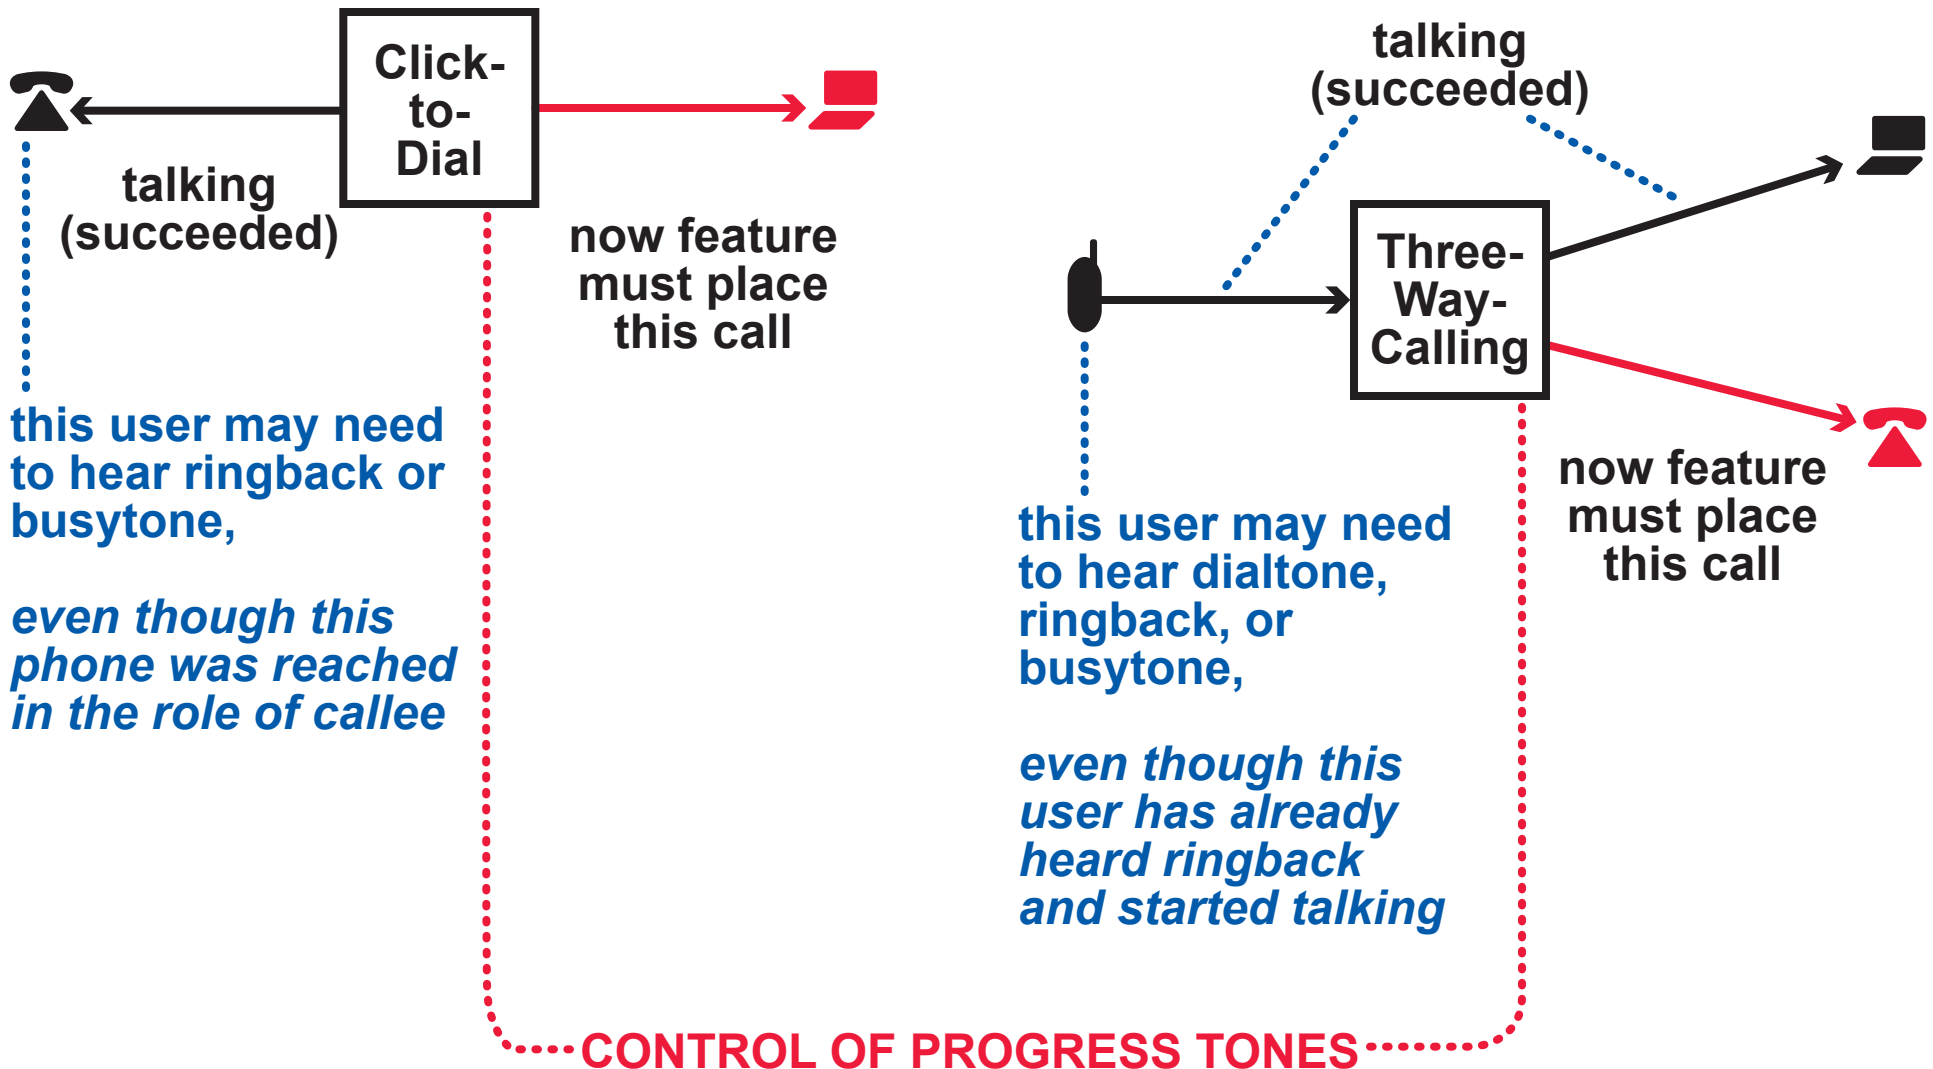 Click-
to-
Dial
talking
(succeeded)
now feature
must place
this call
this user may need
to hear ringback or
busytone,
even though this
phone was reached
in the role of callee
talking
(succeeded)
Three-
Way-
Calling
now feature
must place
this call
this user may need
to hear dialtone,
ringback, or
busytone,
even though this
user has already
heard ringback
and started talking
CONTROL OF PROGRESS TONES